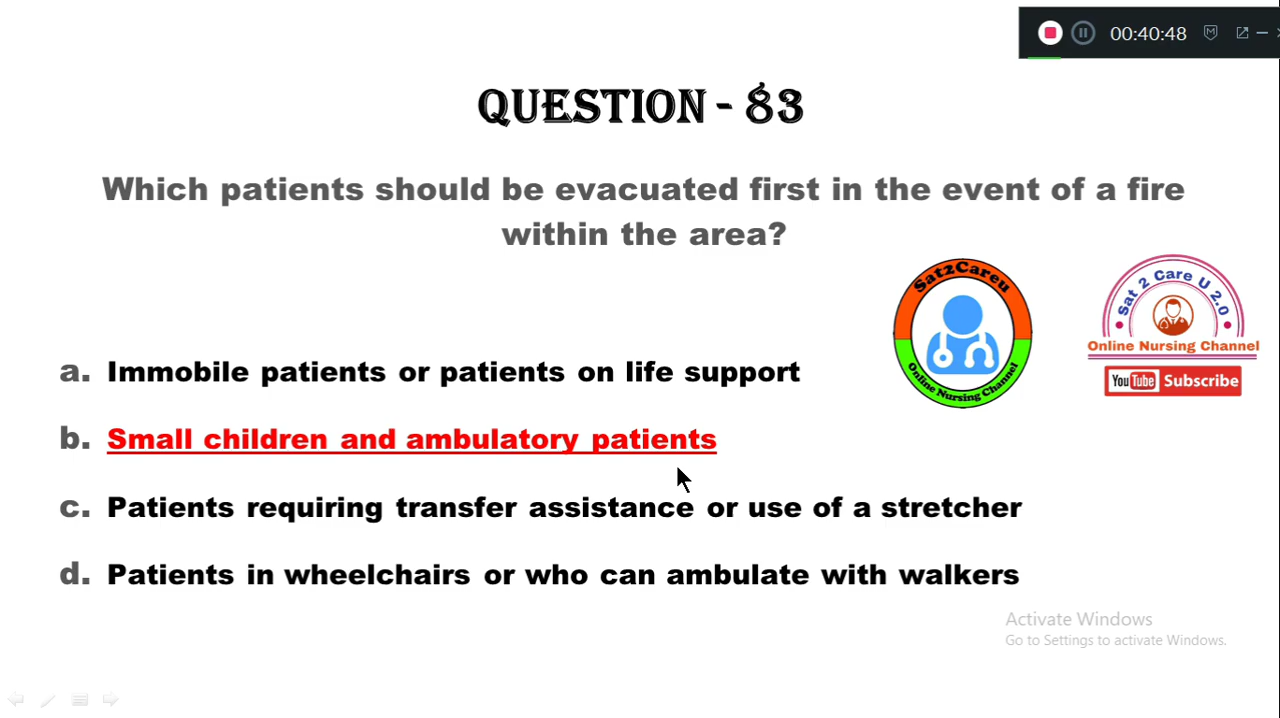 00:40:48
QUESTION - 83
Which patients should be evacuated first in the event of a fire
within the area?
Sat2Careu
Online Nursing Channel
Sat 2 Care U 2.0
Online Nursing Channel
YouTube Subscribe
a. Immobile patients or patients on life support
b. Small children and ambulatory patients
c. Patients requiring transfer assistance or use of a stretcher
d. Patients in wheelchairs or who can ambulate with walkers
Activate Windows
Go to Settings to activate Windows.